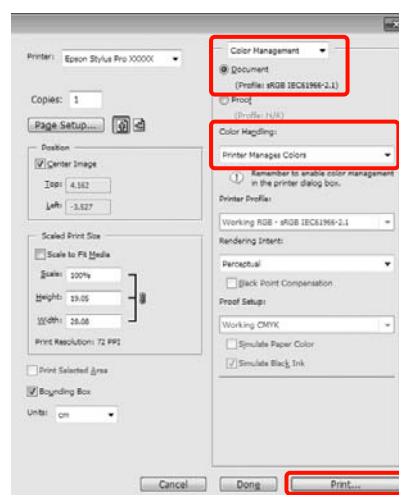 Printer: Epson Stylus Pro XXXXX
Copies: 1
Page Setup...
Position
Center Image
Top: 4.162
Left: -3.527
Scaled Print Size
Scale to Fit Media
Scale: 100%
Height: 19.05
Width: 28.08
Print Resolution: 72 PPI
Print Selected Area
Bounding Box
Units: cm
Color Management
Document
(Profile: sRGB IEC61966-2.1)
Proof
(Profile: N/A)
Color Handling:
Printer Manages Colors
Remember to enable color management
in the printer dialog box.
Printer Profile:
Working RGB - sRGB IEC61966-2.1
Rendering Intent:
Perceptual
Black Point Compensation
Proof Setup:
Working CMYK
Simulate Paper Color
Simulate Black Ink
Cancel
Done
Print...